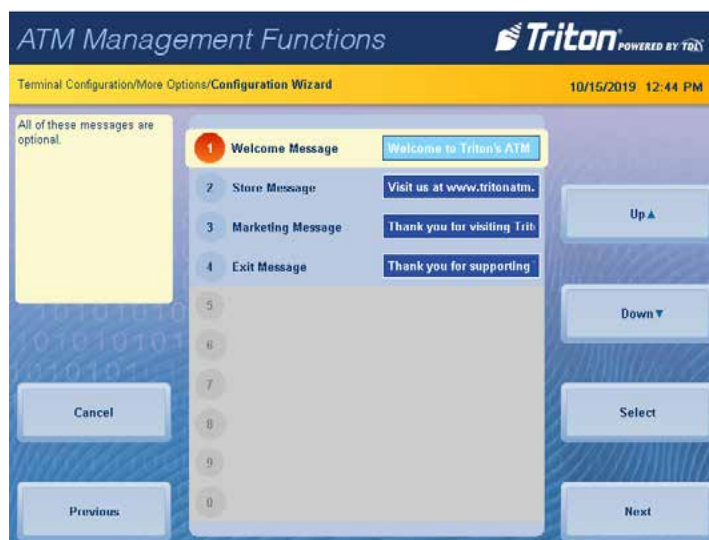 ATM Management Functions
Triton POWERED BY TDL
Terminal Configuration/More Options/Configuration Wizard
10/15/2019 12:44 PM
All of these messages are
optional.
1 Welcome Message Welcome to Triton's ATM
2 Store Message Visit us at www.tritonatm.
3 Marketing Message Thank you for visiting Trit
4 Exit Message Thank you for supporting
5
6
7
8
9
0
Up▲
Down▼
Cancel
Select
Previous
Next